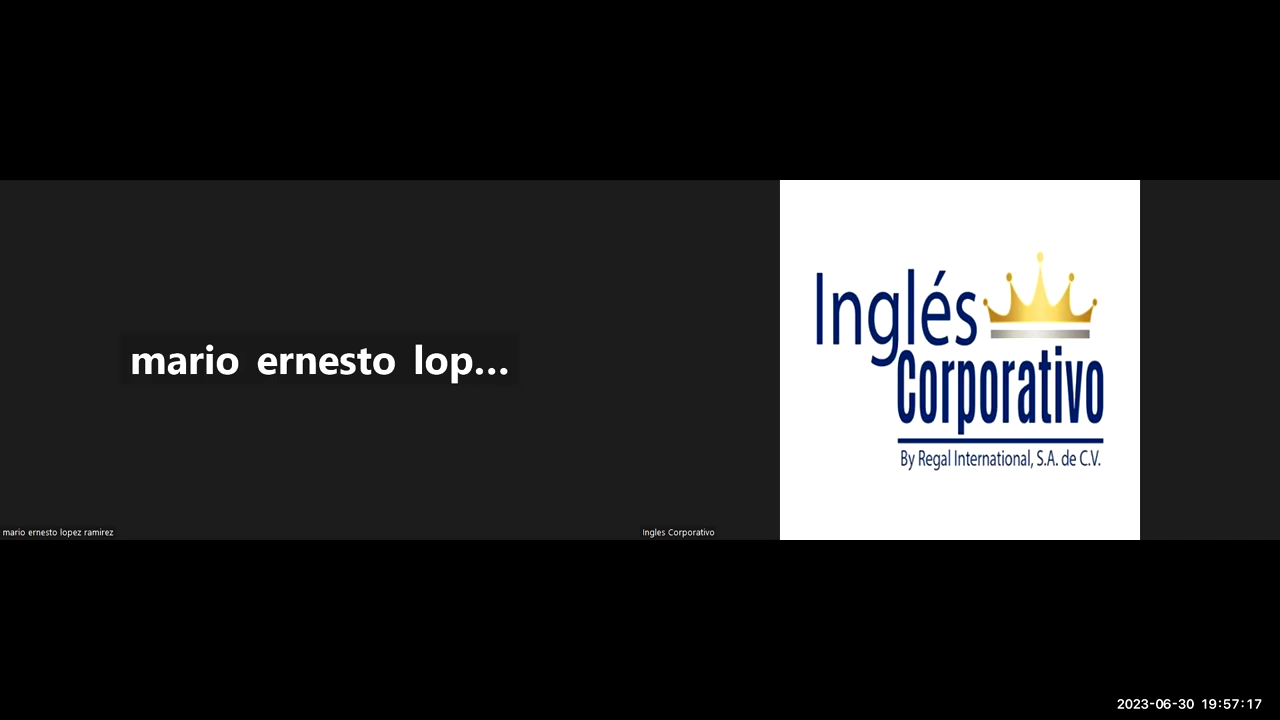 mario ernesto lop...
mario ernesto lopez ramirez
Inglés
Corporativo
By Regal International, S.A. de C.V.
Ingles Corporativo
2023-06-30 19:57:17